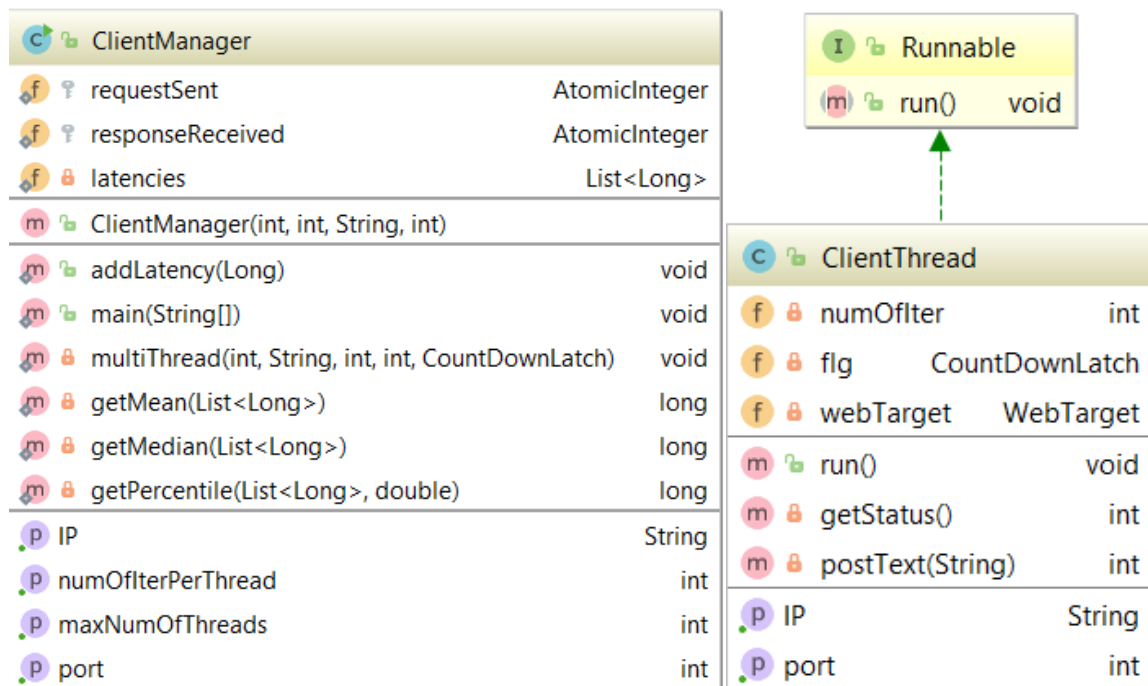 ClientManager
requestSent AtomicInteger
responseReceived AtomicInteger
latencies List<Long>
ClientManager(int, int, String, int)
addLatency(Long) void
main(String[]) void
multiThread(int, String, int, int, CountDownLatch) void
getMean(List<Long>) long
getMedian(List<Long>) long
getPercentile(List<Long>, double) long
IP String
numOfIterPerThread int
maxNumOfThreads int
port int
Runnable
run() void
ClientThread
numOfIter int
flg CountDownLatch
webTarget WebTarget
run() void
getStatus() int
postText(String) int
IP String
port int